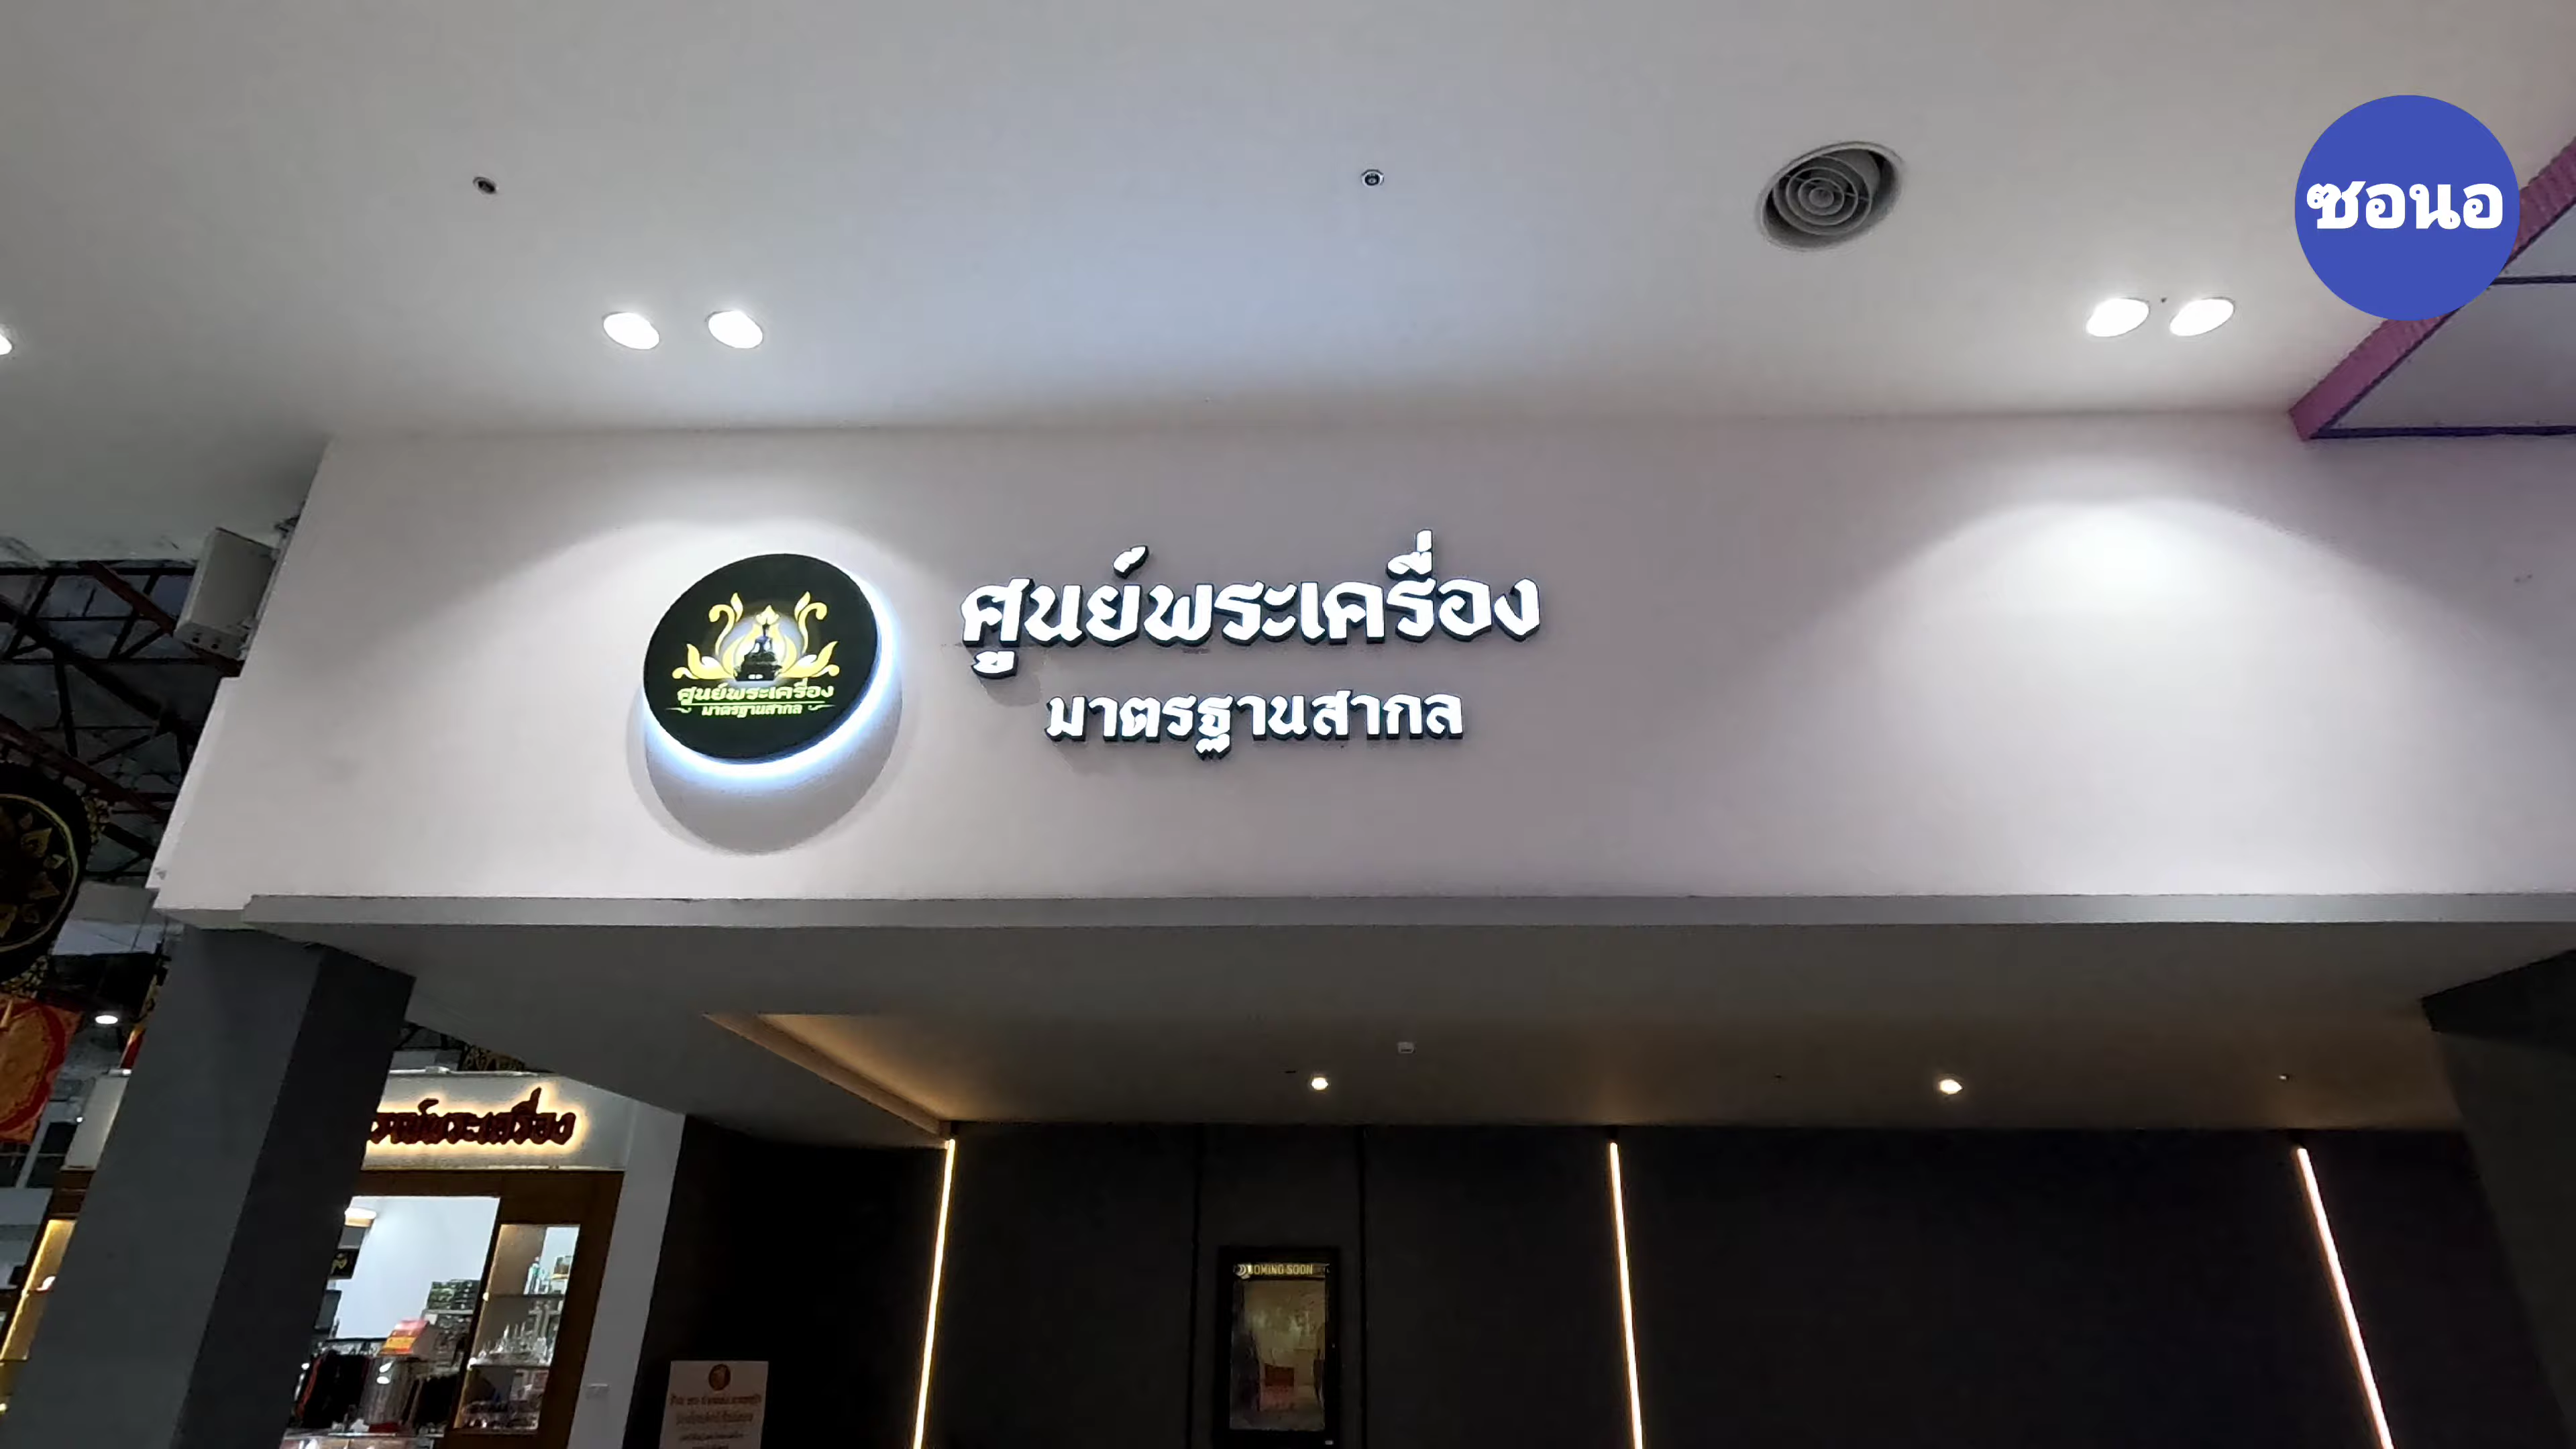 ซอนอ
ศูนย์พระเครื่อง
มาตรฐานสากล
ศูนย์พระเครื่อง
มาตรฐานสากล
COMING SOON